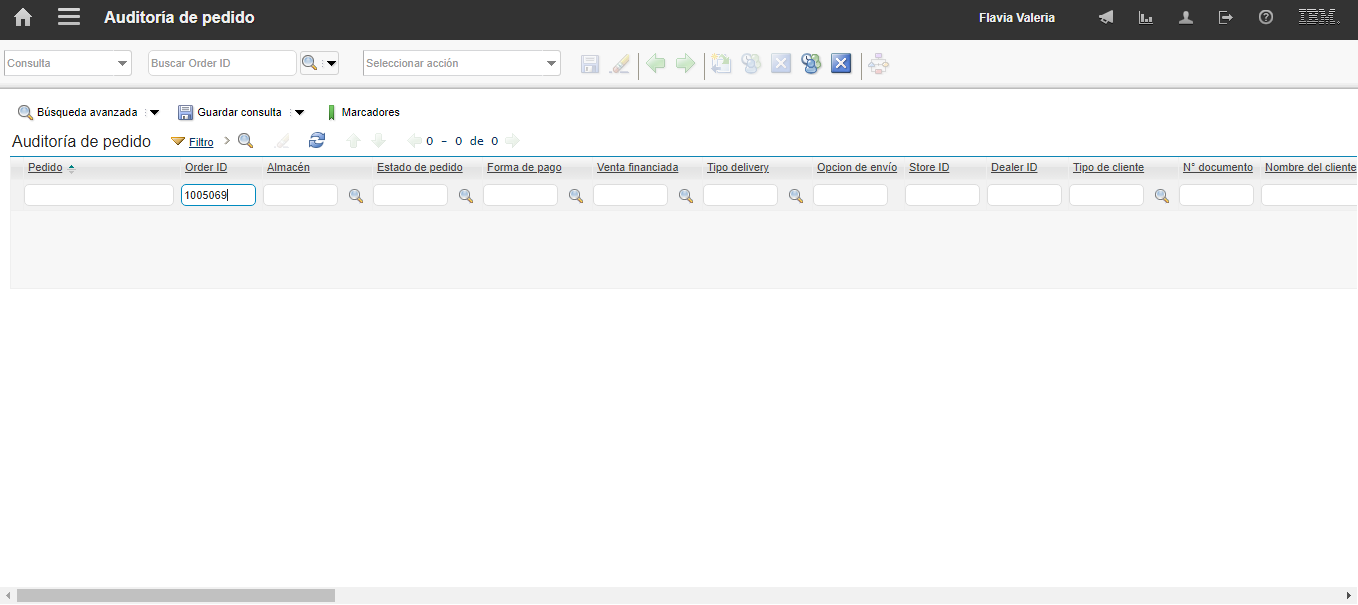 Auditoría de pedido Flavia Valeria IBM.
Consulta Buscar Order ID Seleccionar acción
Búsqueda avanzada Guardar consulta Marcadores
Auditoría de pedido Filtro 0 - 0 de 0
Pedido Order ID Almacén Estado de pedido Forma de pago Venta financiada Tipo delivery Opcion de envío Store ID Dealer ID Tipo de cliente N° documento Nombre del cliente
1005069